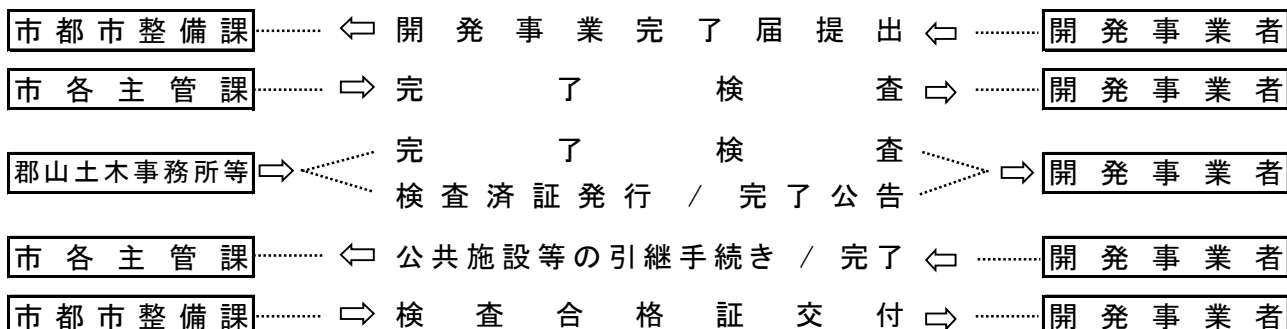 市都市整備課 ⇦ 開発事業完了届提出 ⇦ 開発事業者
市各主管課 ⇨ 完了検査 ⇨ 開発事業者
完了検査
郡山土木事務所等 ⇨ ⇨ 開発事業者
検査済証発行 / 完了公告
市各主管課 ⇦ 公共施設等の引継手続き / 完了 ⇦ 開発事業者
市都市整備課 ⇨ 検査合格証交付 ⇨ 開発事業者